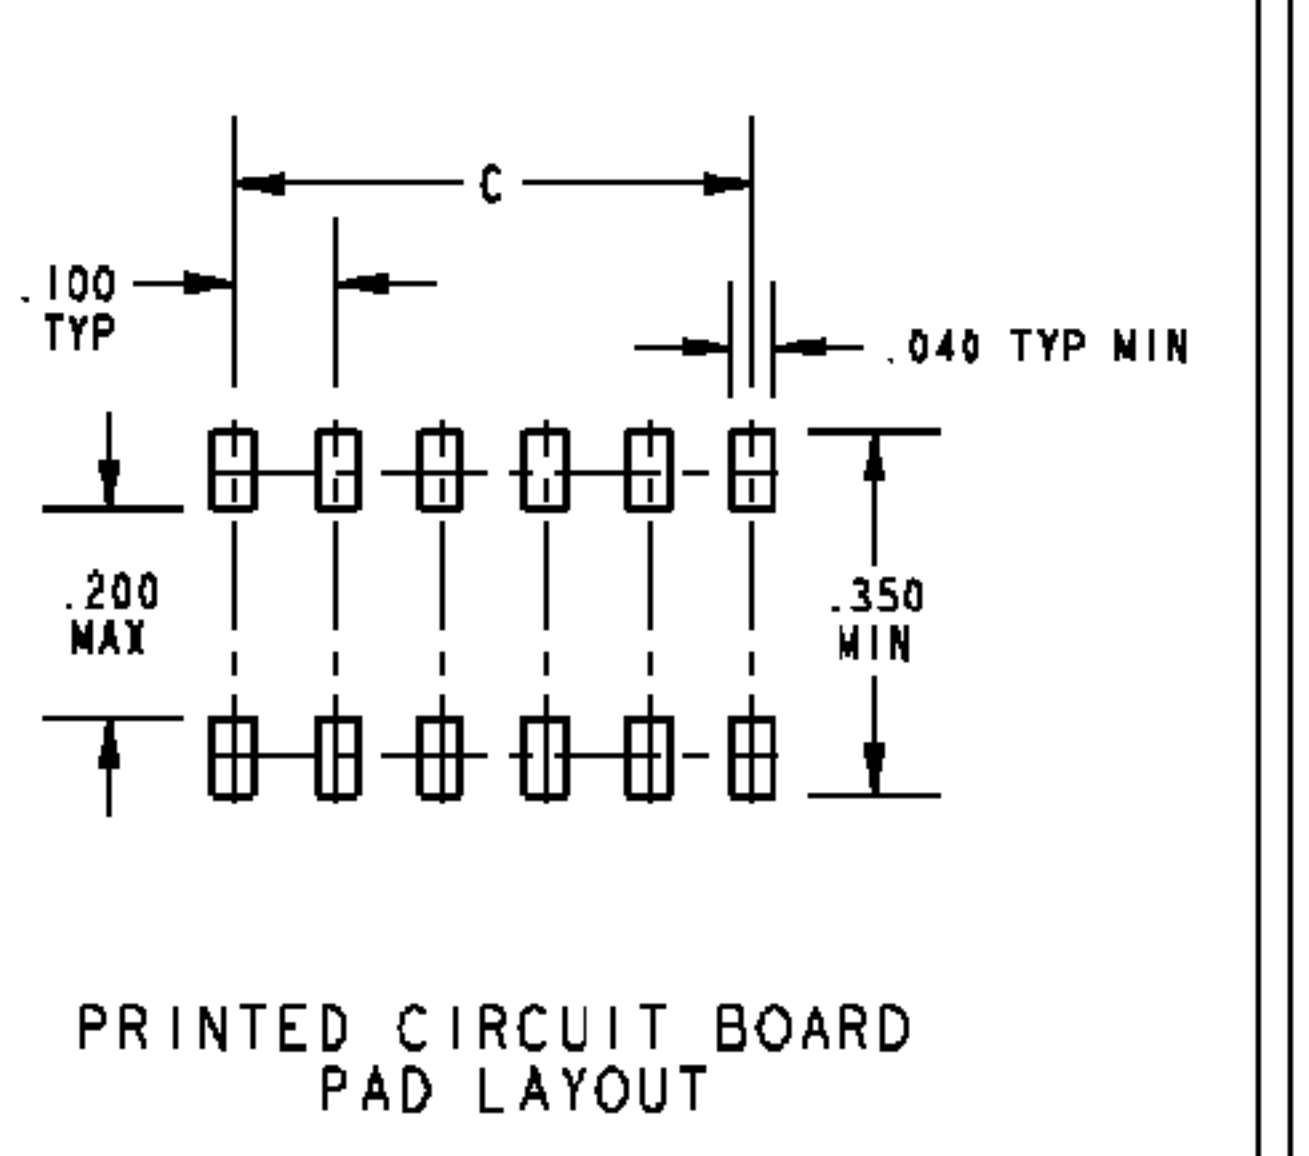 C
.100
TYP
.040 TYP MIN
.200
MAX
.350
MIN
PRINTED CIRCUIT BOARD
PAD LAYOUT